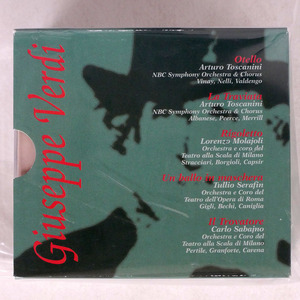 Giuseppe Verdi
Otello
Arturo Toscanini
NBC Symphony Orchestra & Chorus
Vinay, Nelli, Valdengo
La Traviata
Arturo Toscanini
NBC Symphony Orchestra & Chorus
Albanese, Peerce, Merrill
Rigoletto
Lorenzo Molajoli
Orchestra e coro del
Teatro alla Scala di Milano
Stracciari, Borgioli, Capsir
Un ballo in maschera
Tullio Serafin
Orchestra e Coro del
Teatro dell'Opera di Roma
Gigli, Bechi, Caniglia
Il Trovatore
Carlo Sabajno
Orchestra e Coro del
Teatro alla Scala di Milano
Pertile, Granforte, Carena